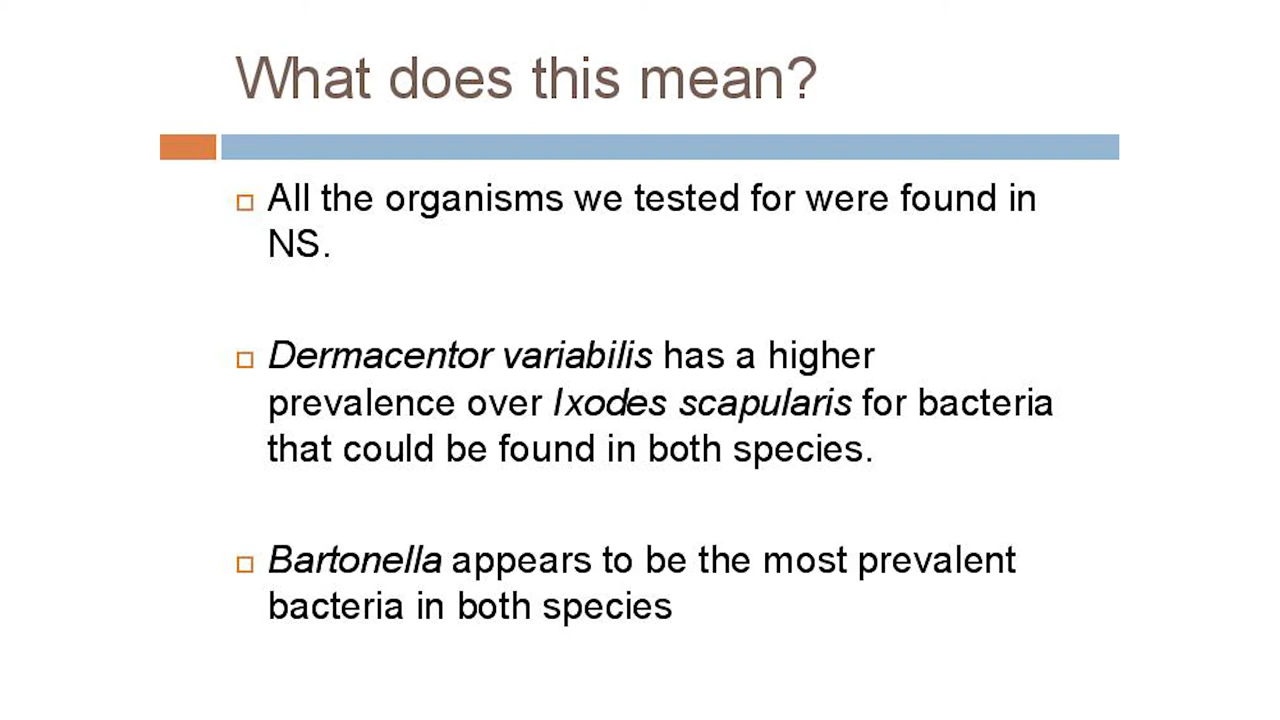 What does this mean?
All the organisms we tested for were found in
NS.
Dermacentor variabilis has a higher
prevalence over Ixodes scapularis for bacteria
that could be found in both species.
Bartonella appears to be the most prevalent
bacteria in both species